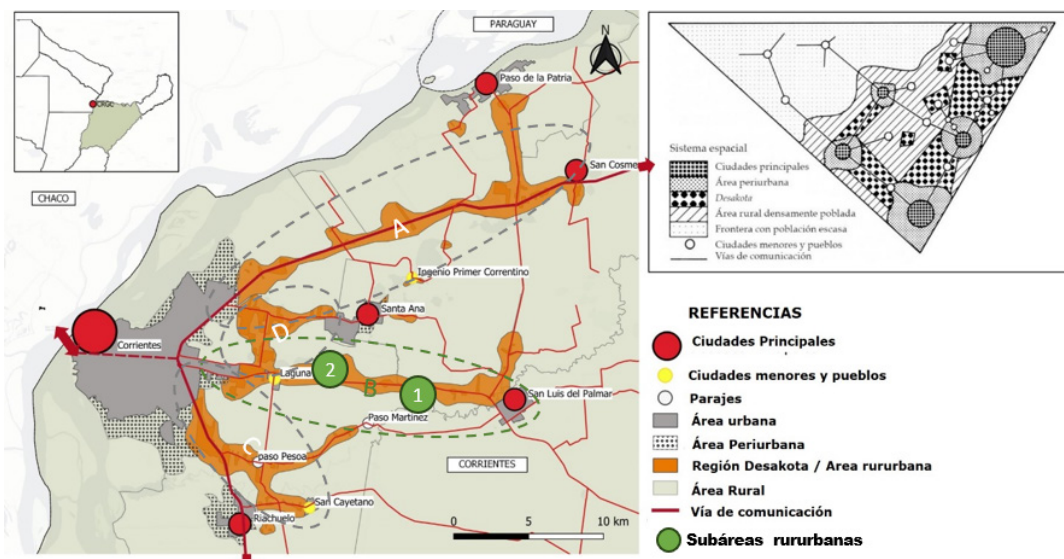 PARAGUAY
N
CRGC
Paso de la Patria
San Cosme
CHACO
A
Ingenio Primer Correntino
Santa Ana
Corrientes
D
Laguna
2
B
1
San Luis del Palmar
Paso Martinez
C
paso Pesoa
CORRIENTES
San Cayetano
Riachuelo
0 5 10 km
Sistema espacial
Ciudades principales
Área periurbana
Desakota
Área rural densamente poblada
Frontera con población escasa
Ciudades menores y pueblos
Vías de comunicación
REFERENCIAS
Ciudades Principales
Ciudades menores y pueblos
Parajes
Área urbana
Área Periurbana
Región Desakota / Area rururbana
Área Rural
Vía de comunicación
Subáreas rururbanas